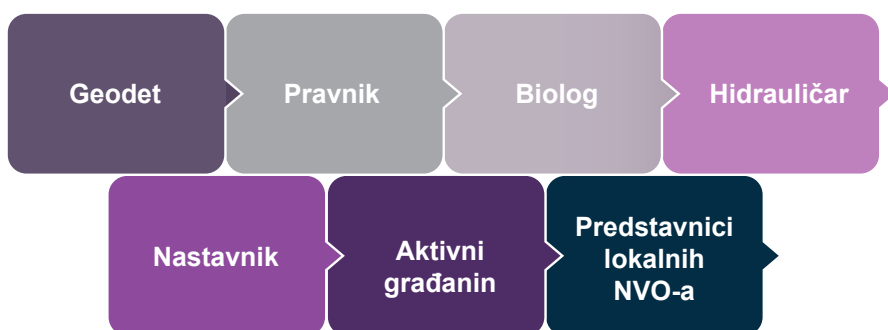 Geodet
Pravnik
Biolog
Hidrauličar
Nastavnik
Aktivni
građanin
Predstavnici
lokalnih
NVO-a